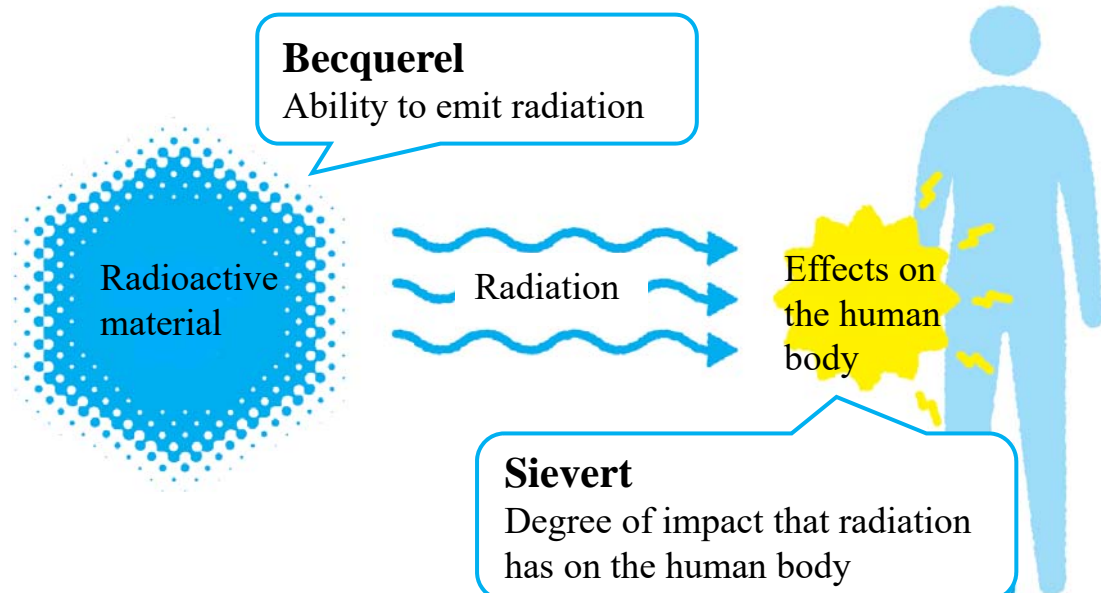 Becquerel
Ability to emit radiation
Radioactive
material
Radiation
Effects on
the human
body
Sievert
Degree of impact that radiation
has on the human body